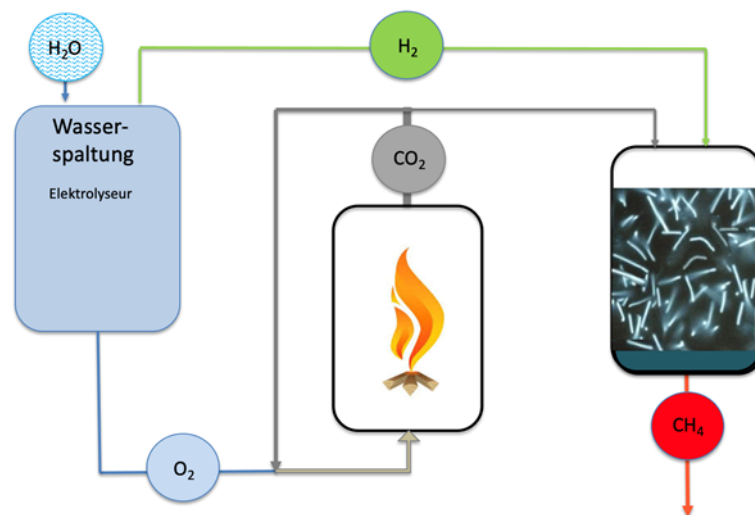 H₂O
H₂
Wasser-
spaltung
Elektrolyseur
CO₂
O₂
CH₄